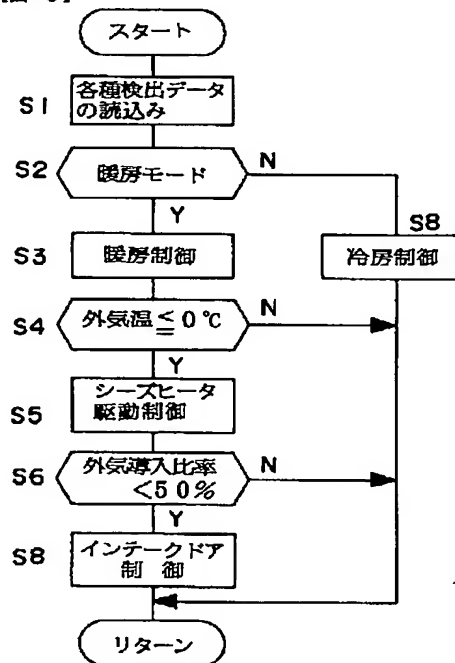 スタート
S1 各種検出データ
の読込み
S2 暖房モード N
Y
S8
S3 暖房制御 冷房制御
S4 外気温≦0℃ N
Y
S5 シーズヒータ
駆動制御
S6 外気導入比率 N
<50%
Y
S8 インテークドア
制 御
リターン